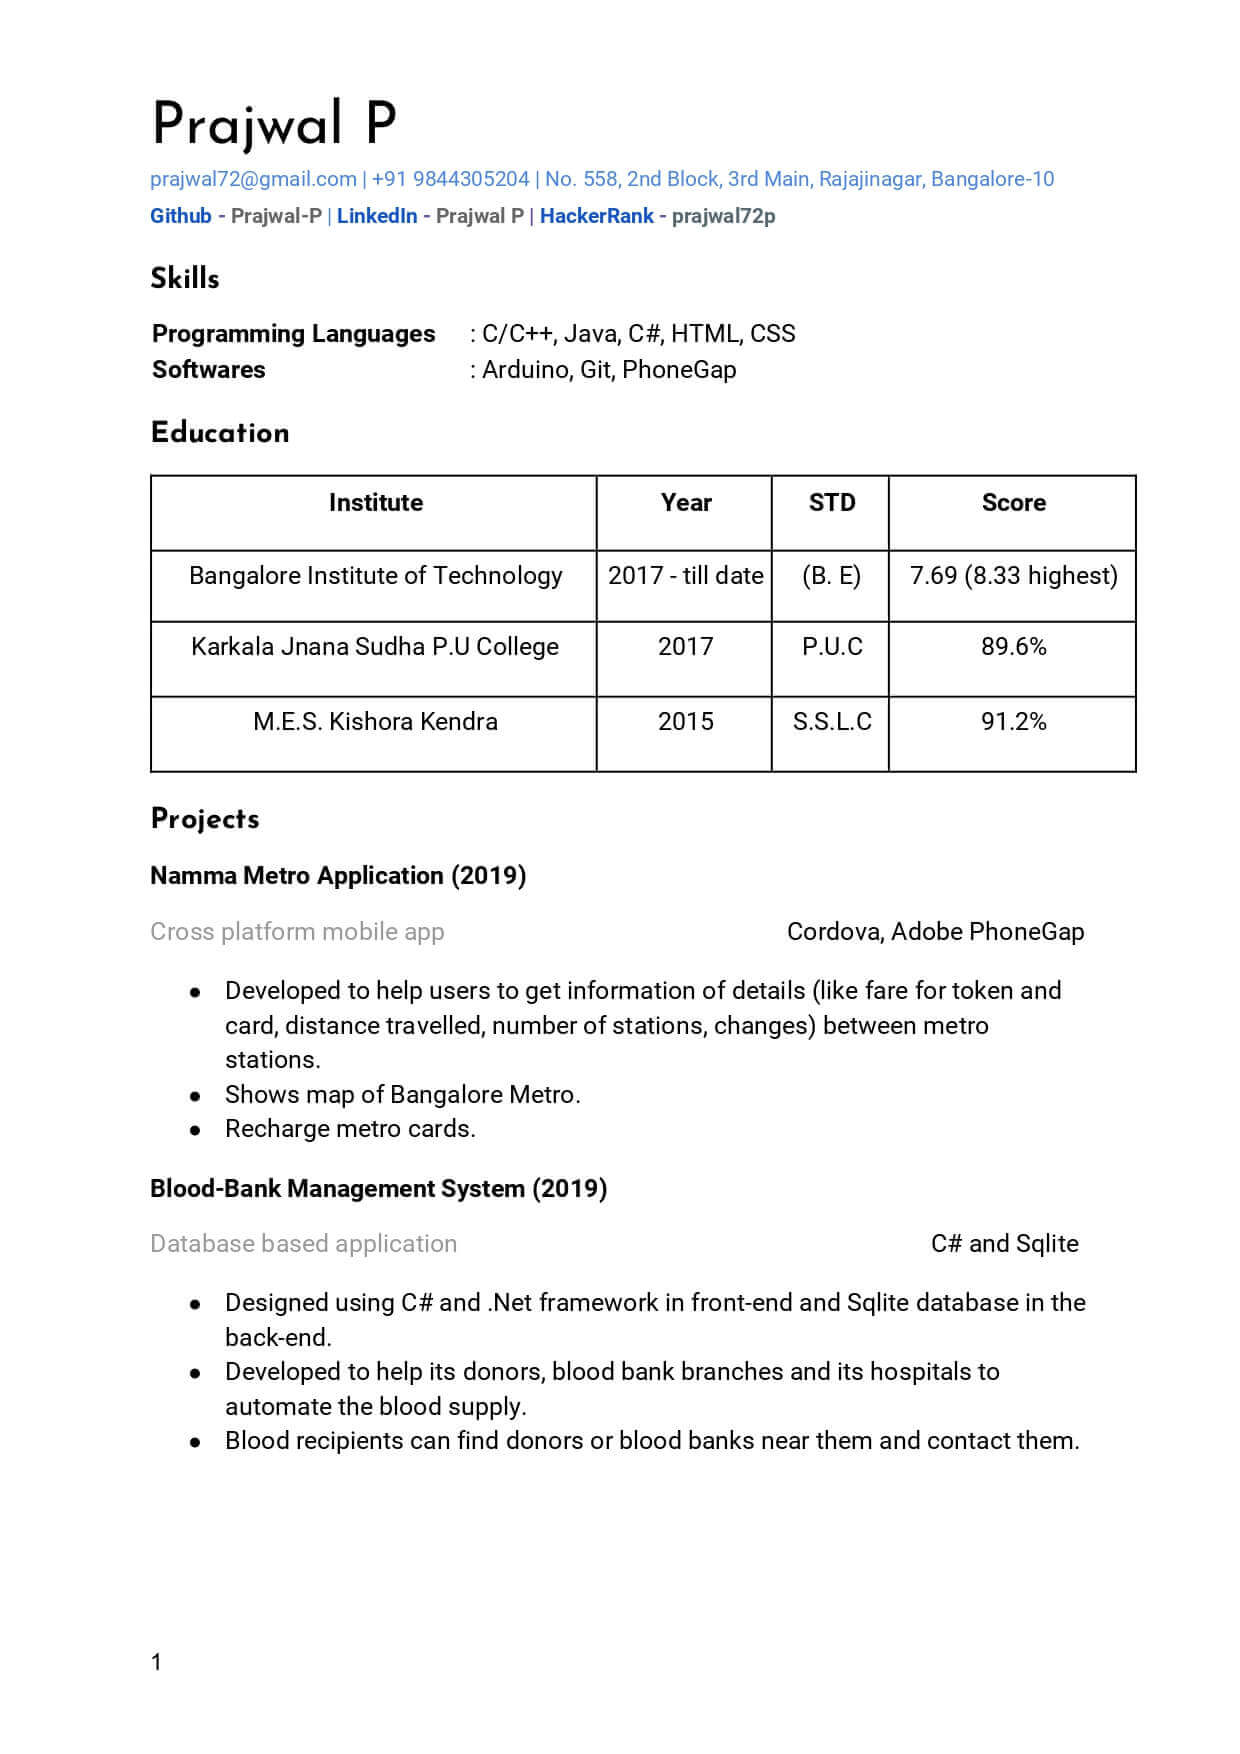 Prajwal P
prajwal72@gmail.com | +91 9844305204 | No. 558, 2nd Block, 3rd Main, Rajajinagar, Bangalore-10
Github - Prajwal-P | LinkedIn - Prajwal P | HackerRank - prajwal72p
Skills
Programming Languages : C/C++, Java, C#, HTML, CSS
Softwares : Arduino, Git, PhoneGap
Education
Institute Year STD Score
Bangalore Institute of Technology 2017 - till date (B. E) 7.69 (8.33 highest)
Karkala Jnana Sudha P.U College 2017 P.U.C 89.6%
M.E.S. Kishora Kendra 2015 S.S.L.C 91.2%
Projects
Namma Metro Application (2019)
Cross platform mobile app Cordova, Adobe PhoneGap
● Developed to help users to get information of details (like fare for token and
card, distance travelled, number of stations, changes) between metro
stations.
● Shows map of Bangalore Metro.
● Recharge metro cards.
Blood-Bank Management System (2019)
Database based application C# and Sqlite
● Designed using C# and .Net framework in front-end and Sqlite database in the
back-end.
● Developed to help its donors, blood bank branches and its hospitals to
automate the blood supply.
● Blood recipients can find donors or blood banks near them and contact them.
1